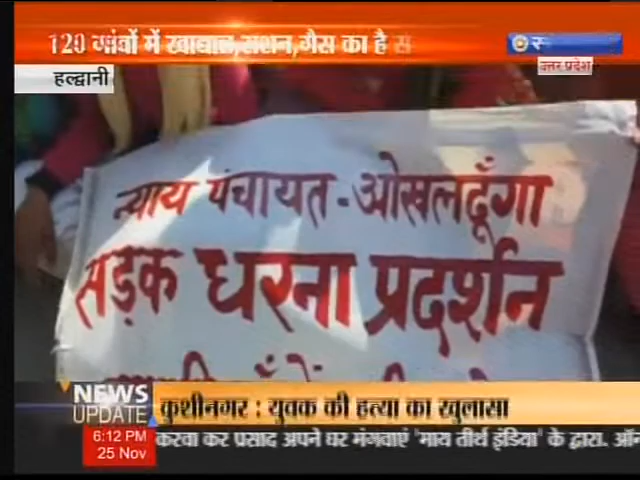 120 गांवों में खाद्यान्न,राशन,गैस का है
उत्तर प्रदेश
हल्द्वानी
न्याय पंचायत - ओखलढूँगा
सड़क धरना प्रदर्शन
NEWS UPDATE
कुशीनगर : युवक की हत्या का खुलासा
6:12 PM
25 Nov
करवा कर प्रसाद अपने घर मंगवाएं 'माय तीर्थ इंडिया' के द्वारा.